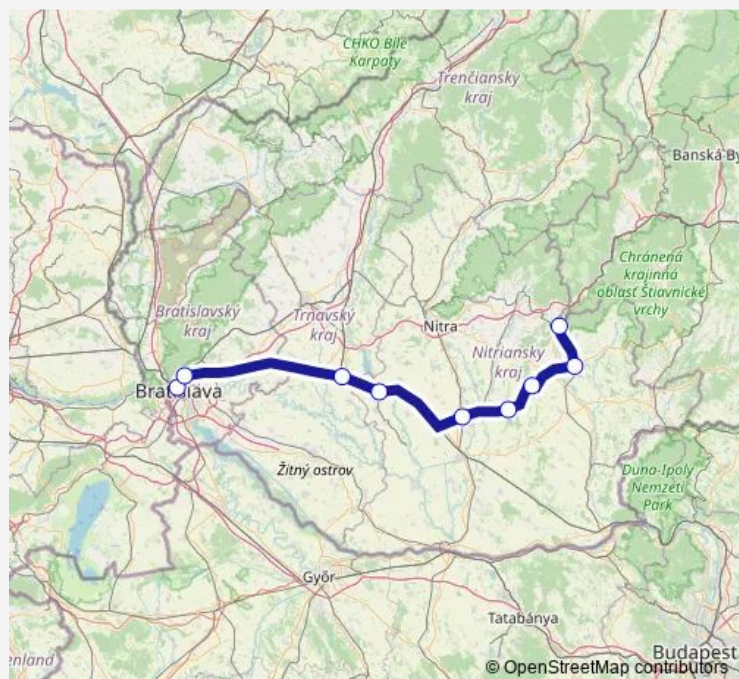 CHKO Bílé
Karpaty
Trenčiansky
kraj
Banská By
Chránená
krajinná
oblasť Štiavnické
vrchy
Bratislavský
kraj
Trnavský
kraj
Nitra
Nitriansky
kraj
Bratislava
Žitný ostrov
Duna-Ipoly
Nemzeti
Park
Győr
Tatabánya
Budapest
enland
© OpenStreetMap contributors